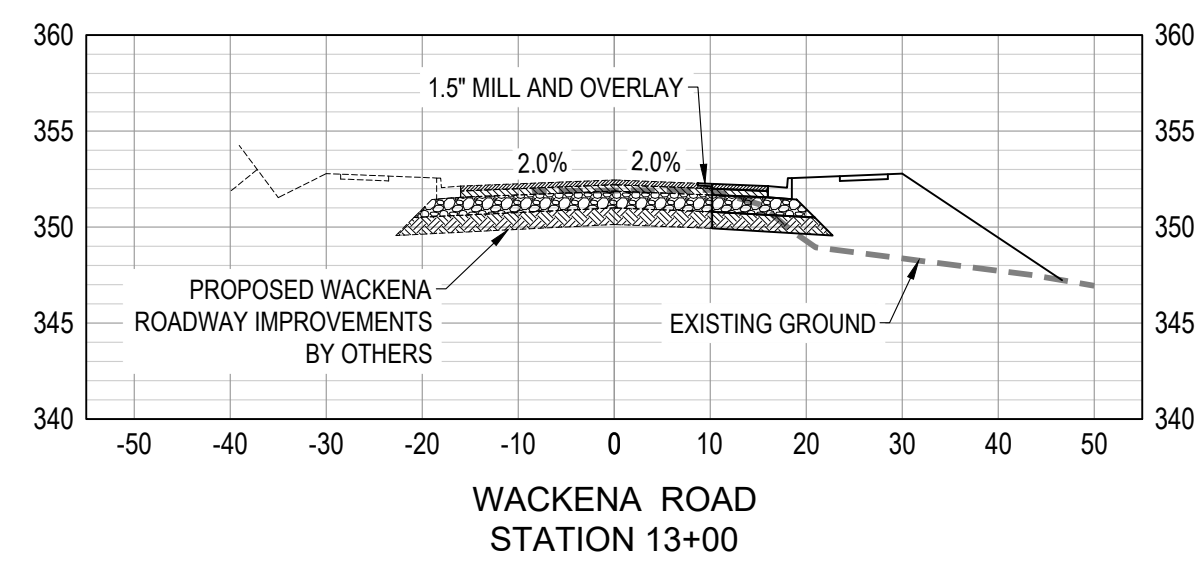 360
360
1.5" MILL AND OVERLAY
355
355
2.0%
2.0%
350
350
PROPOSED WACKENA
ROADWAY IMPROVEMENTS
BY OTHERS
EXISTING GROUND
345
345
340
340
-50 -40 -30 -20 -10 0 10 20 30 40 50
WACKENA ROAD
STATION 13+00